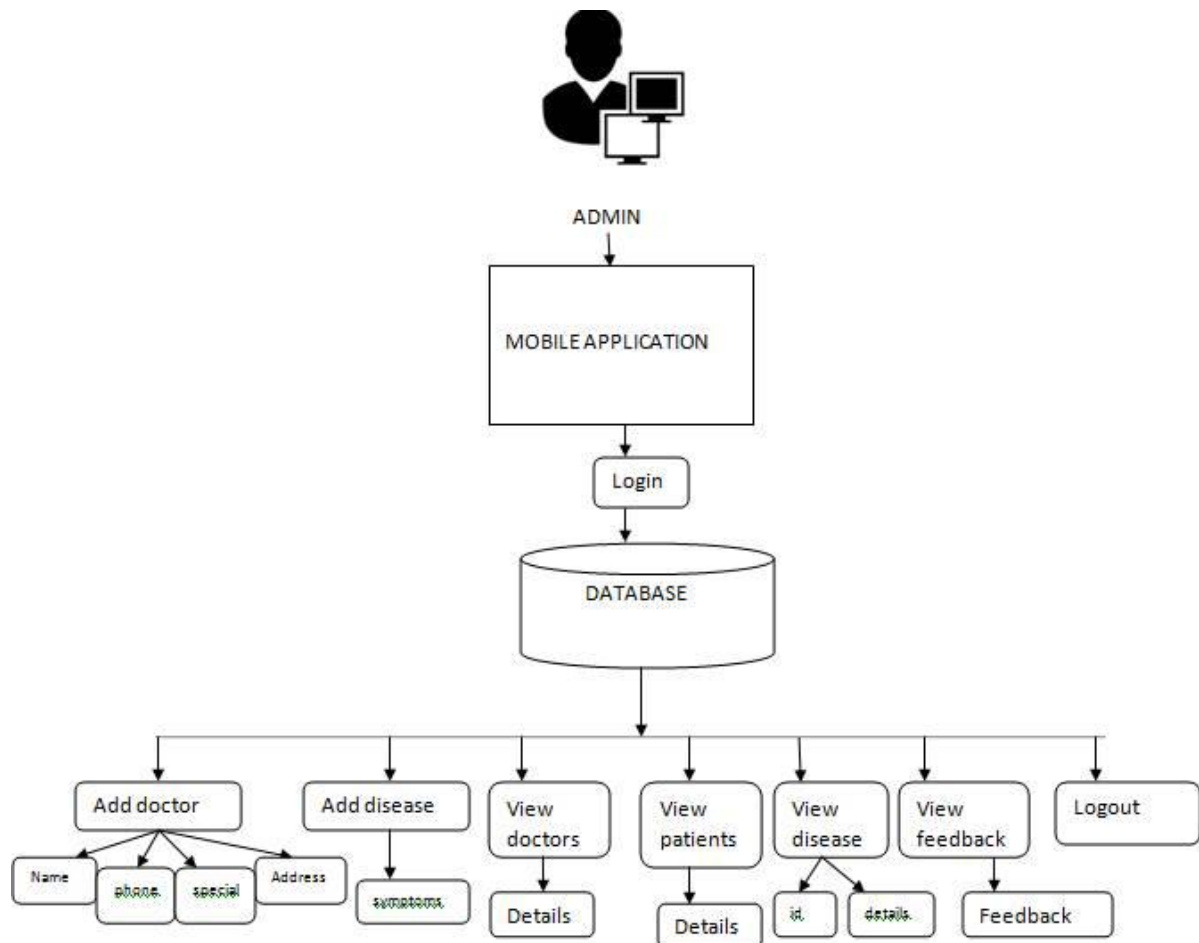 ADMIN
MOBILE APPLICATION
Login
DATABASE
Add doctor
Add disease
View
doctors
View
patients
View
disease
View
feedback
Logout
Name
phone
special
Address
symptoms
Details
Details
id
details
Feedback